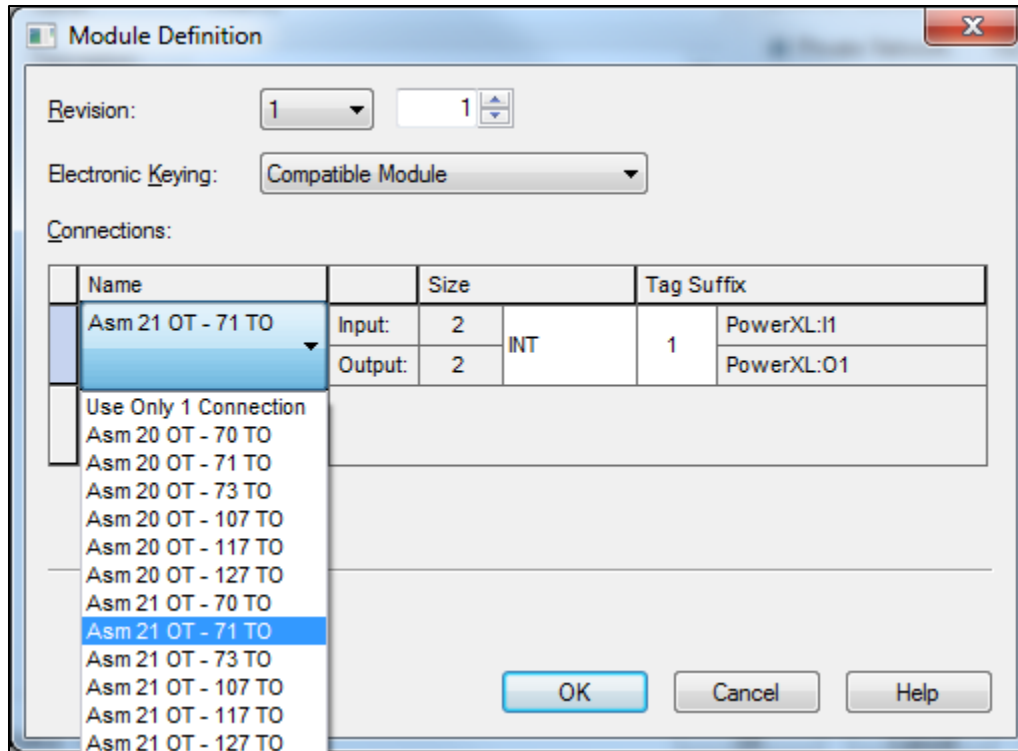 Module Definition
Revision: 1 1
Electronic Keying: Compatible Module
Connections:
Name Size Tag Suffix
Asm 21 OT - 71 TO Input: 2 INT 1 PowerXL:I1
Output: 2 PowerXL:O1
Use Only 1 Connection
Asm 20 OT - 70 TO
Asm 20 OT - 71 TO
Asm 20 OT - 73 TO
Asm 20 OT - 107 TO
Asm 20 OT - 117 TO
Asm 20 OT - 127 TO
Asm 21 OT - 70 TO
Asm 21 OT - 71 TO
Asm 21 OT - 73 TO
Asm 21 OT - 107 TO
Asm 21 OT - 117 TO
Asm 21 OT - 127 TO
OK Cancel Help